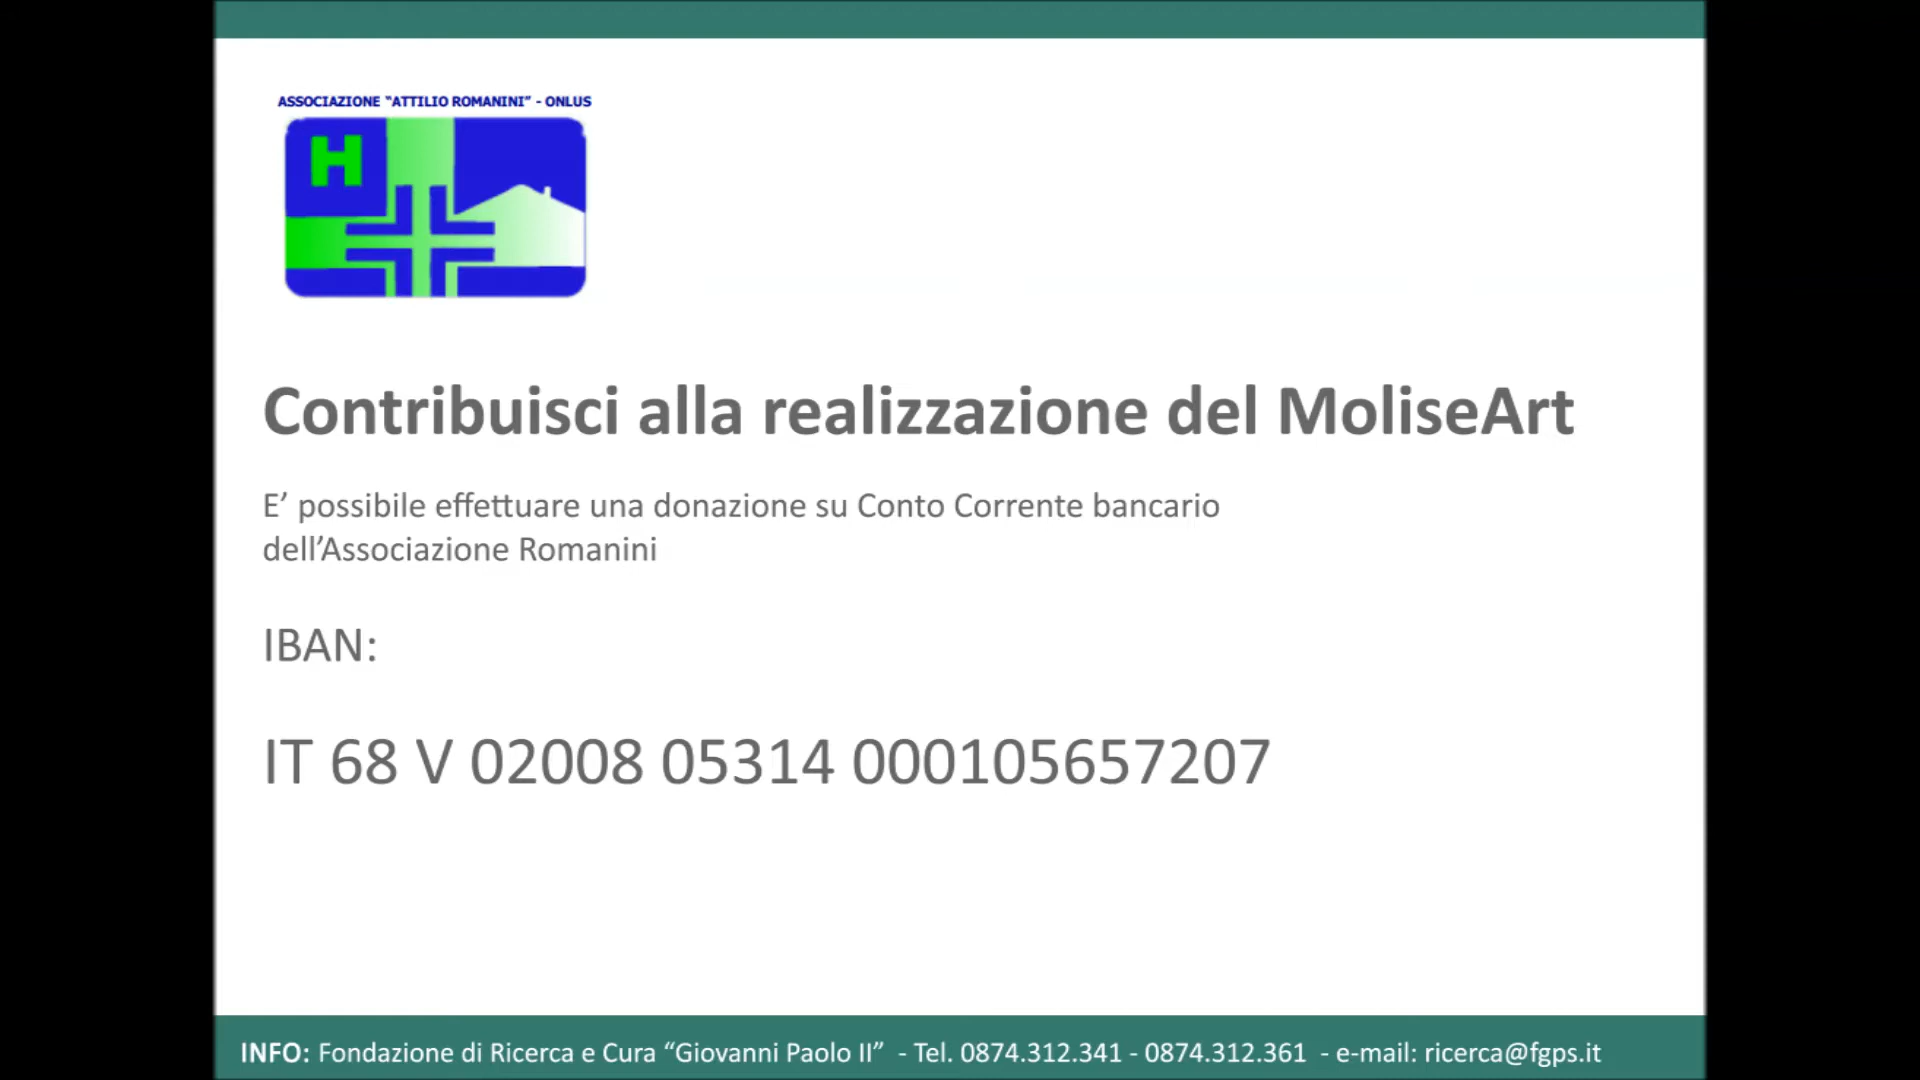 ASSOCIAZIONE “ATTILIO ROMANINI” - ONLUS
H
Contribuisci alla realizzazione del MoliseArt
E’ possibile effettuare una donazione su Conto Corrente bancario
dell’Associazione Romanini
IBAN:
IT 68 V 02008 05314 000105657207
INFO: Fondazione di Ricerca e Cura “Giovanni Paolo II” - Tel. 0874.312.341 - 0874.312.361 - e-mail: ricerca@fgps.it